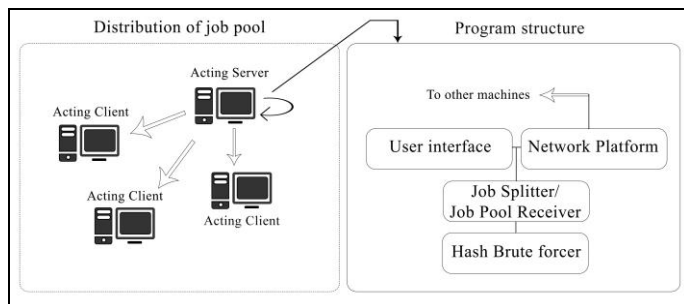 Distribution of job pool
Acting Server
Acting Client
Acting Client
Acting Client
Program structure
To other machines
User interface
Network Platform
Job Splitter/
Job Pool Receiver
Hash Brute forcer